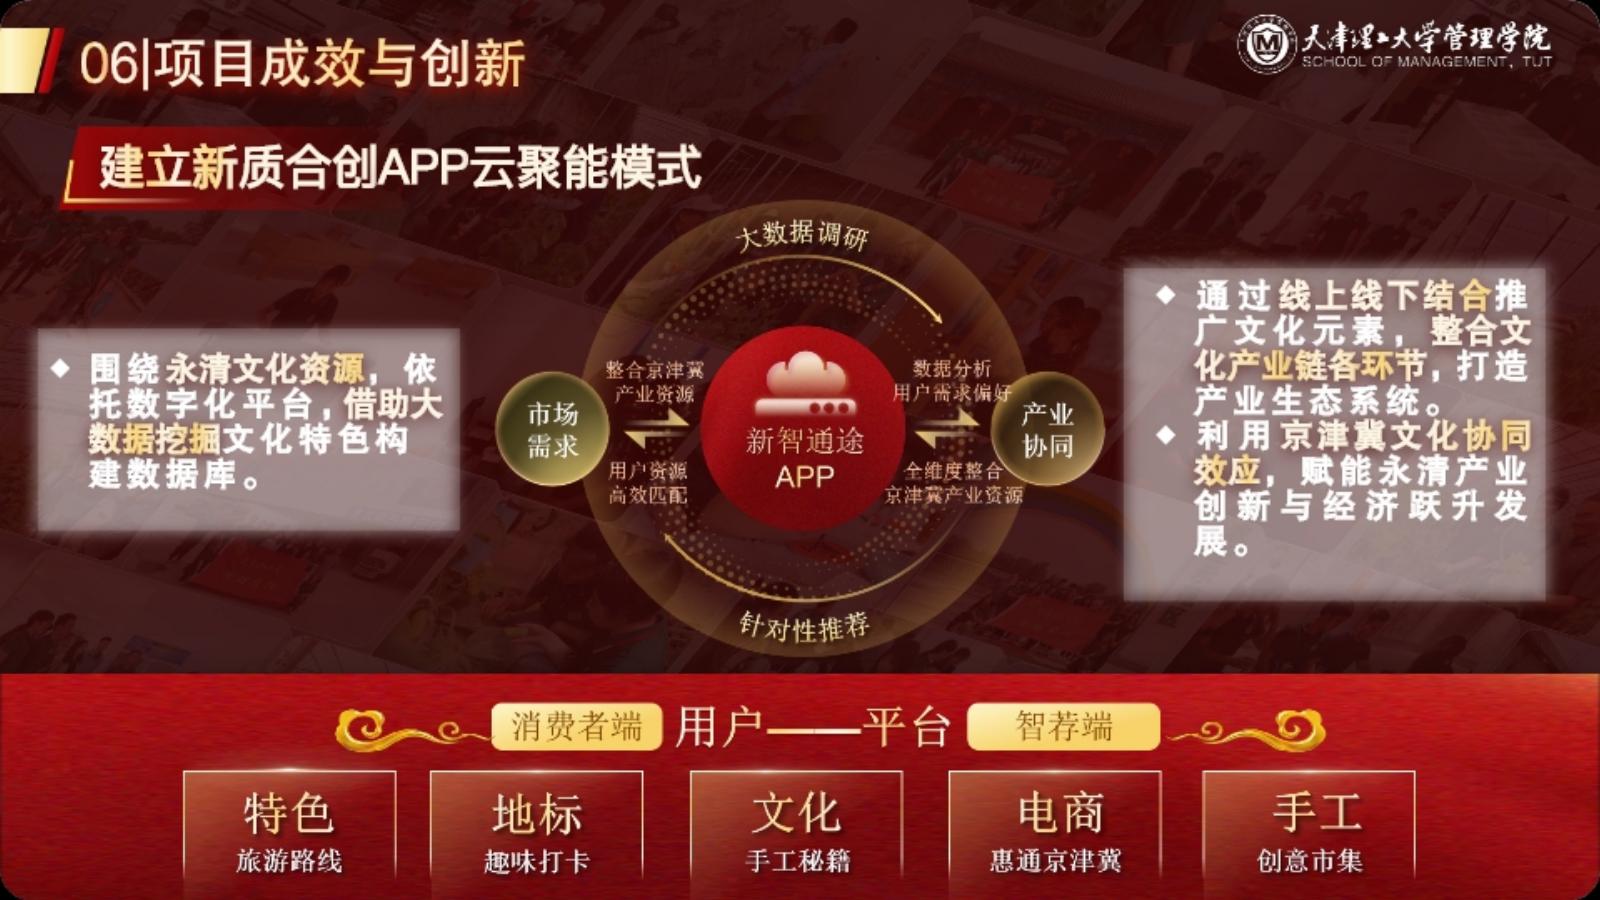 06|项目成效与创新
天津理工大学管理学院
SCHOOL OF MANAGEMENT, TUT
建立新质合创APP云聚能模式
◆ 围绕永清文化资源，依
托数字化平台，借助大
数据挖掘文化特色构
建数据库。
大数据调研
整合京津冀
产业资源
数据分析
用户需求偏好
市场
需求
新智通途
APP
产业
协同
用户资源
高效匹配
全维度整合
京津冀产业资源
针对性推荐
◆ 通过线上线下结合推
广文化元素，整合文
化产业链各环节，打造
产业生态系统。
◆ 利用京津冀文化协同
效应，赋能永清产业
创新与经济跃升发
展。
消费者端 用户——平台 智荐端
特色
旅游路线
地标
趣味打卡
文化
手工秘籍
电商
惠通京津冀
手工
创意市集